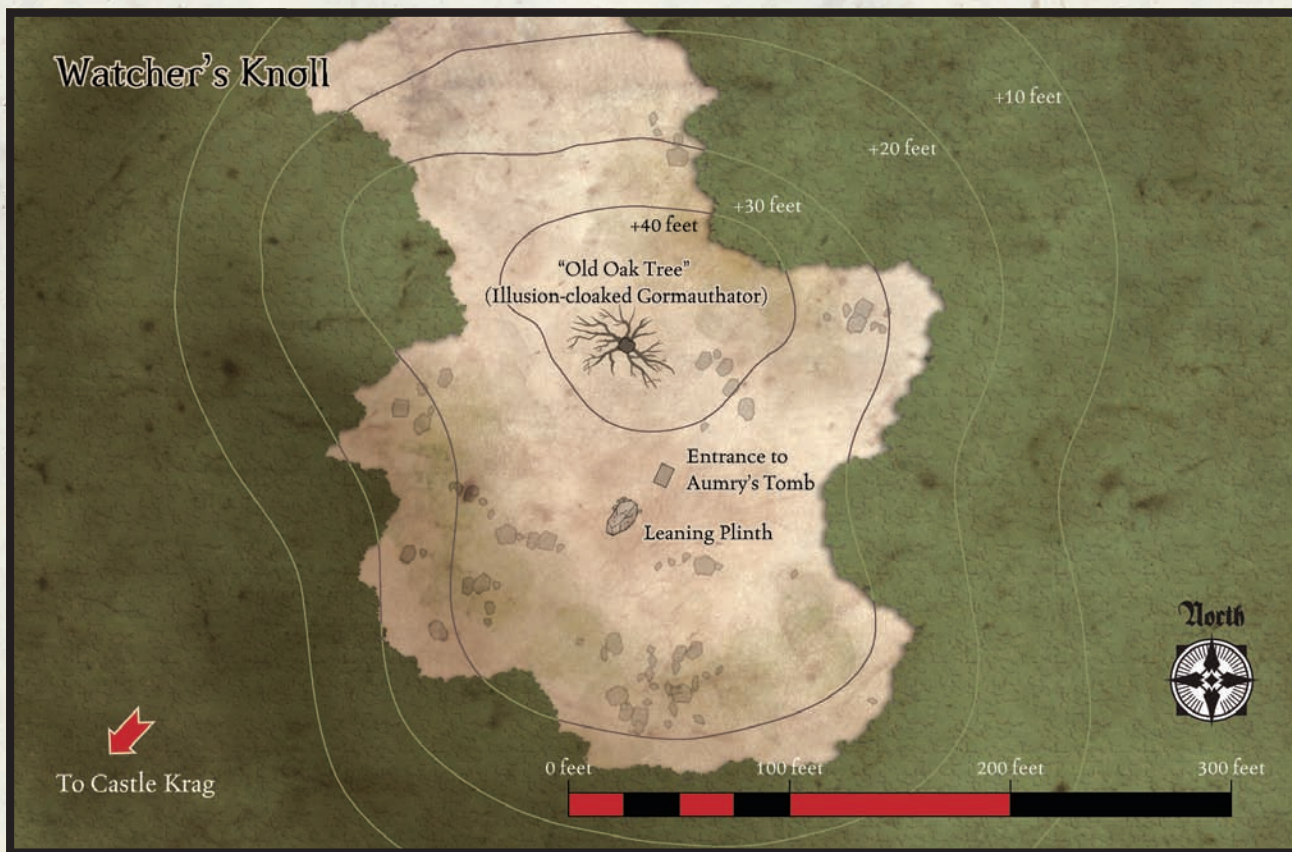 Watcher's Knoll
+10 feet
+20 feet
+30 feet
+40 feet
"Old Oak Tree"
(Illusion-cloaked Gormauthator)
Entrance to
Aumry's Tomb
Leaning Plinth
North
To Castle Krag
0 feet
100 feet
200 feet
300 feet